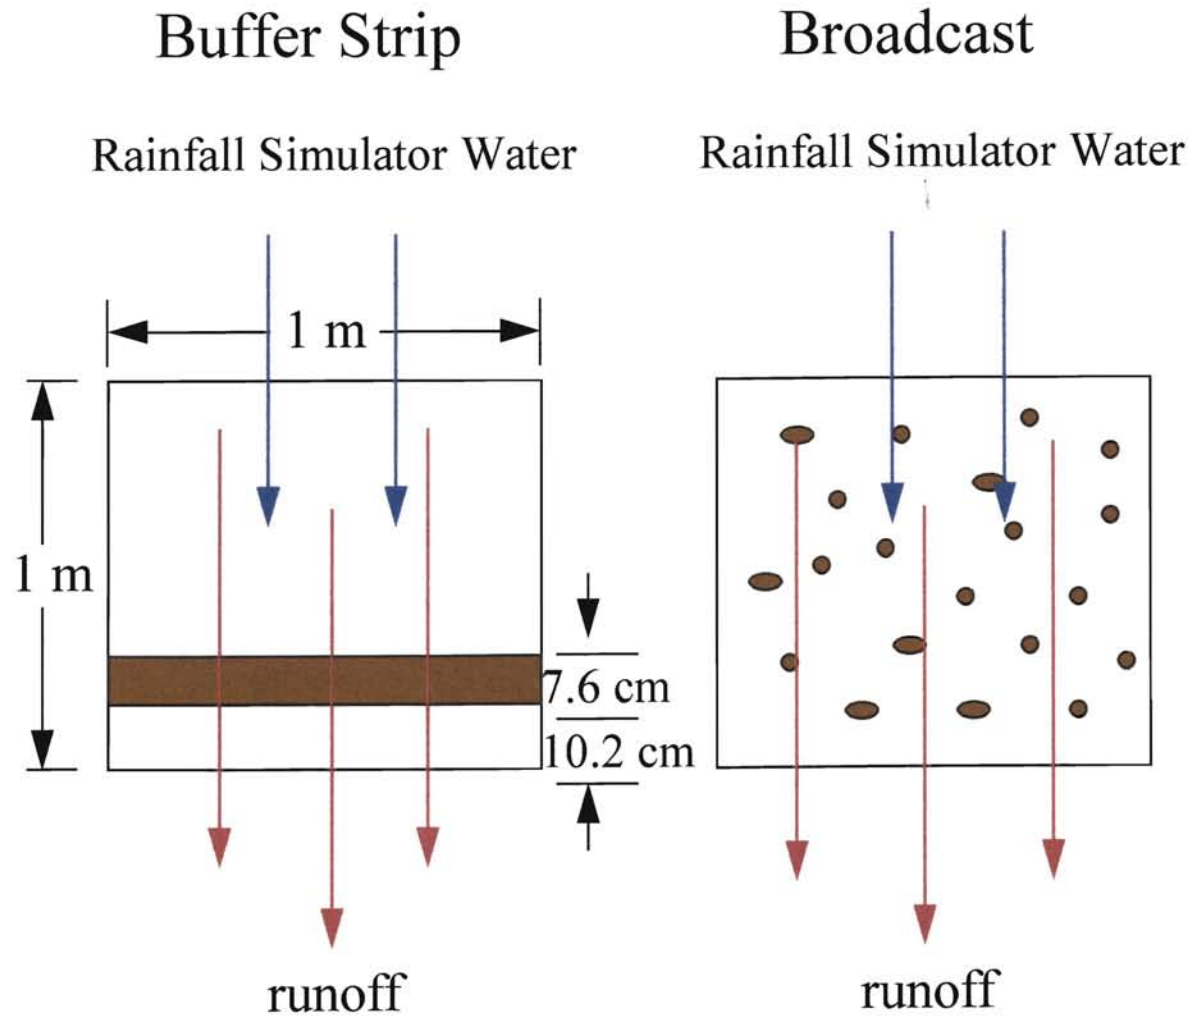 Buffer Strip
Rainfall Simulator Water
1 m
1 m
7.6 cm
10.2 cm
runoff
Broadcast
Rainfall Simulator Water
runoff